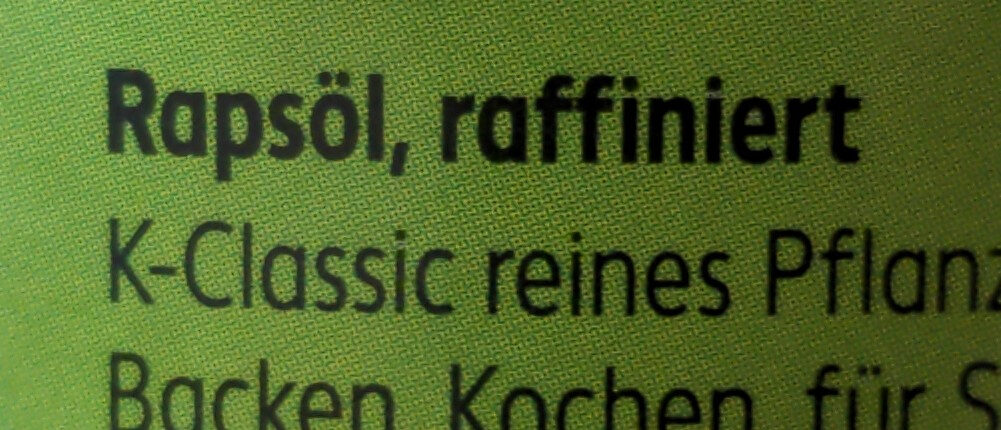 Rapsöl, raffiniert
K-Classic reines Pflanz
Backen, Kochen, für S